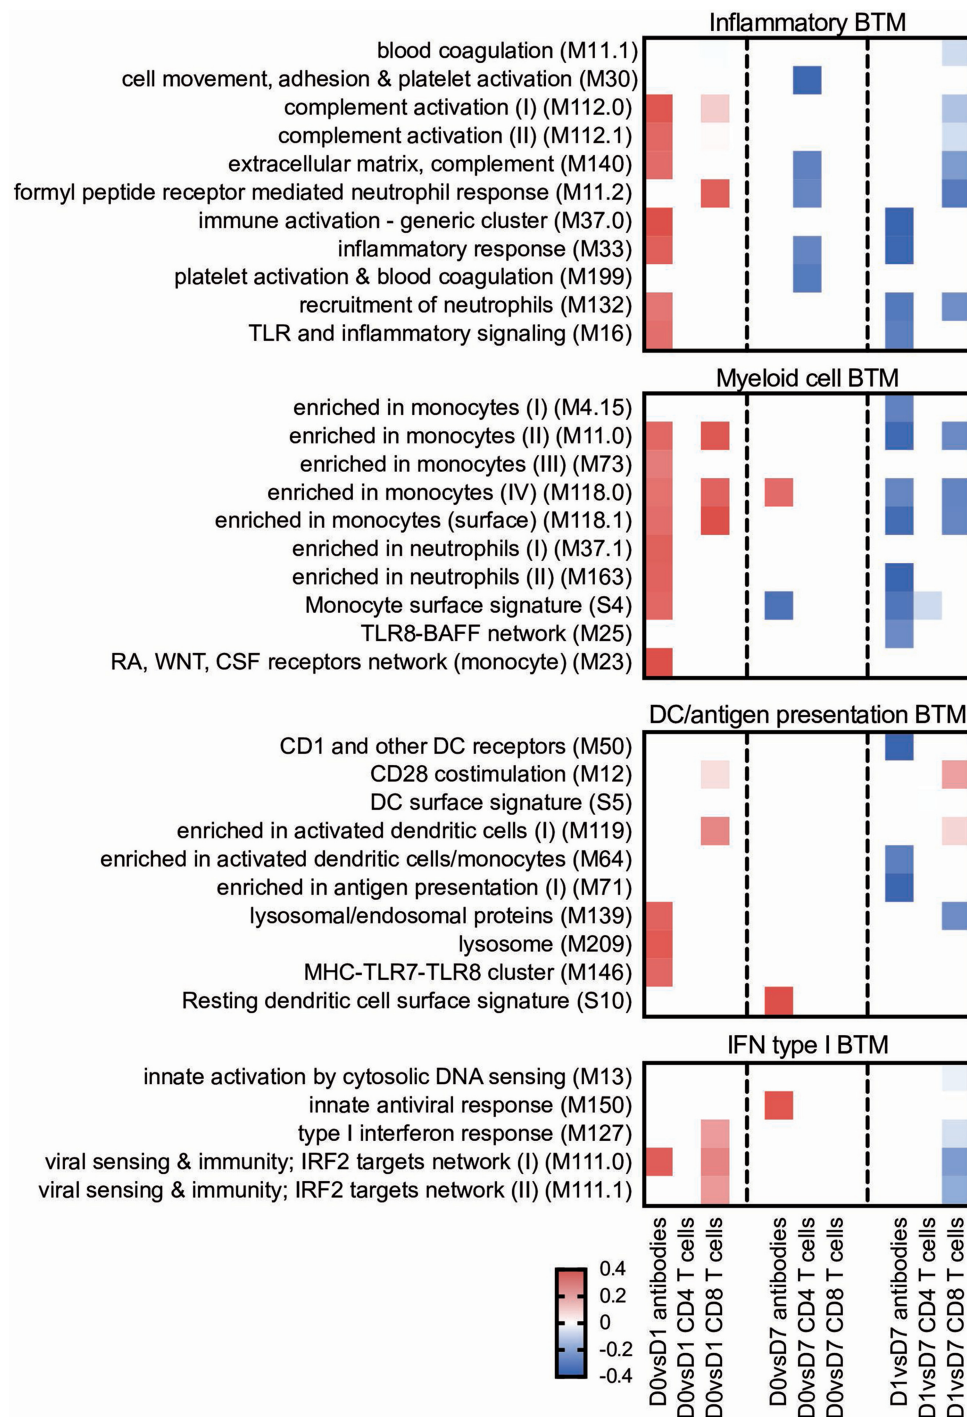 Inflammatory BTM
blood coagulation (M11.1)
cell movement, adhesion & platelet activation (M30)
complement activation (I) (M112.0)
complement activation (II) (M112.1)
extracellular matrix, complement (M140)
formyl peptide receptor mediated neutrophil response (M11.2)
immune activation - generic cluster (M37.0)
inflammatory response (M33)
platelet activation & blood coagulation (M199)
recruitment of neutrophils (M132)
TLR and inflammatory signaling (M16)
Myeloid cell BTM
enriched in monocytes (I) (M4.15)
enriched in monocytes (II) (M11.0)
enriched in monocytes (III) (M73)
enriched in monocytes (IV) (M118.0)
enriched in monocytes (surface) (M118.1)
enriched in neutrophils (I) (M37.1)
enriched in neutrophils (II) (M163)
Monocyte surface signature (S4)
TLR8-BAFF network (M25)
RA, WNT, CSF receptors network (monocyte) (M23)
DC/antigen presentation BTM
CD1 and other DC receptors (M50)
CD28 costimulation (M12)
DC surface signature (S5)
enriched in activated dendritic cells (I) (M119)
enriched in activated dendritic cells/monocytes (M64)
enriched in antigen presentation (I) (M71)
lysosomal/endosomal proteins (M139)
lysosome (M209)
MHC-TLR7-TLR8 cluster (M146)
Resting dendritic cell surface signature (S10)
IFN type I BTM
innate activation by cytosolic DNA sensing (M13)
innate antiviral response (M150)
type I interferon response (M127)
viral sensing & immunity; IRF2 targets network (I) (M111.0)
viral sensing & immunity; IRF2 targets network (II) (M111.1)
0.4
0.2
0
-0.2
-0.4
D0vsD1 antibodies
D0vsD1 CD4 T cells
D0vsD1 CD8 T cells
D0vsD7 antibodies
D0vsD7 CD4 T cells
D0vsD7 CD8 T cells
D1vsD7 antibodies
D1vsD7 CD4 T cells
D1vsD7 CD8 T cells